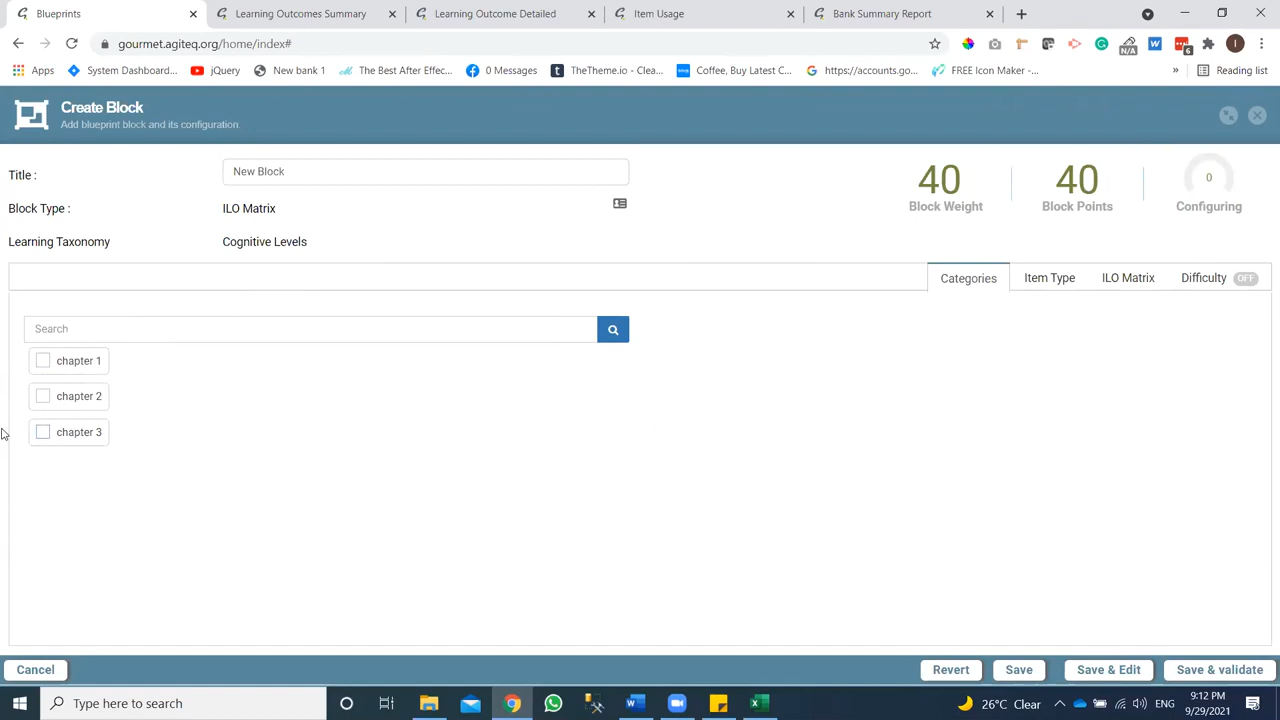 Blueprints
Learning Outcomes Summary
Learning Outcome Detailed
Item Usage
Bank Summary Report
gourmet.agiteq.org/home/index#
N/A
6
I
Apps
System Dashboard...
jQuery
New bank 1
The Best After Effec...
0 Messages
TheTheme.io - Clea...
Coffee, Buy Latest C...
https://accounts.go...
FREE Icon Maker -...
»
Reading list
Create Block
Add blueprint block and its configuration.
Title :
New Block
Block Type :
ILO Matrix
Learning Taxonomy
Cognitive Levels
40
Block Weight
40
Block Points
0
Configuring
Categories
Item Type
ILO Matrix
Difficulty
OFF
Search
chapter 1
chapter 2
chapter 3
Cancel
Revert
Save
Save & Edit
Save & validate
Type here to search
26°C Clear
ENG
9:12 PM
9/29/2021